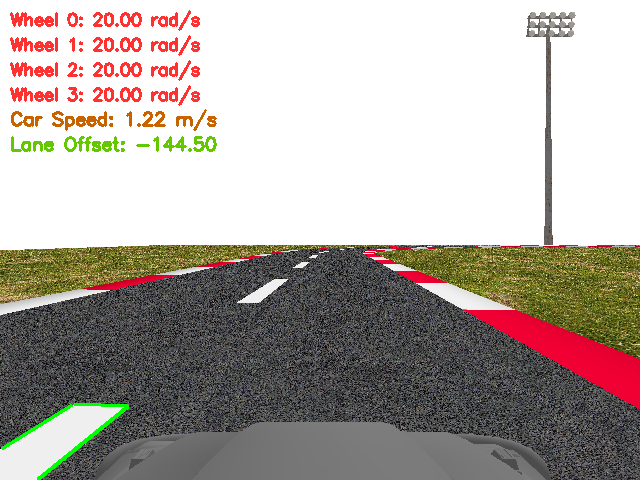 Wheel 0: 20.00 rad/s
Wheel 1: 20.00 rad/s
Wheel 2: 20.00 rad/s
Wheel 3: 20.00 rad/s
Car Speed: 1.22 m/s
Lane Offset: -144.50